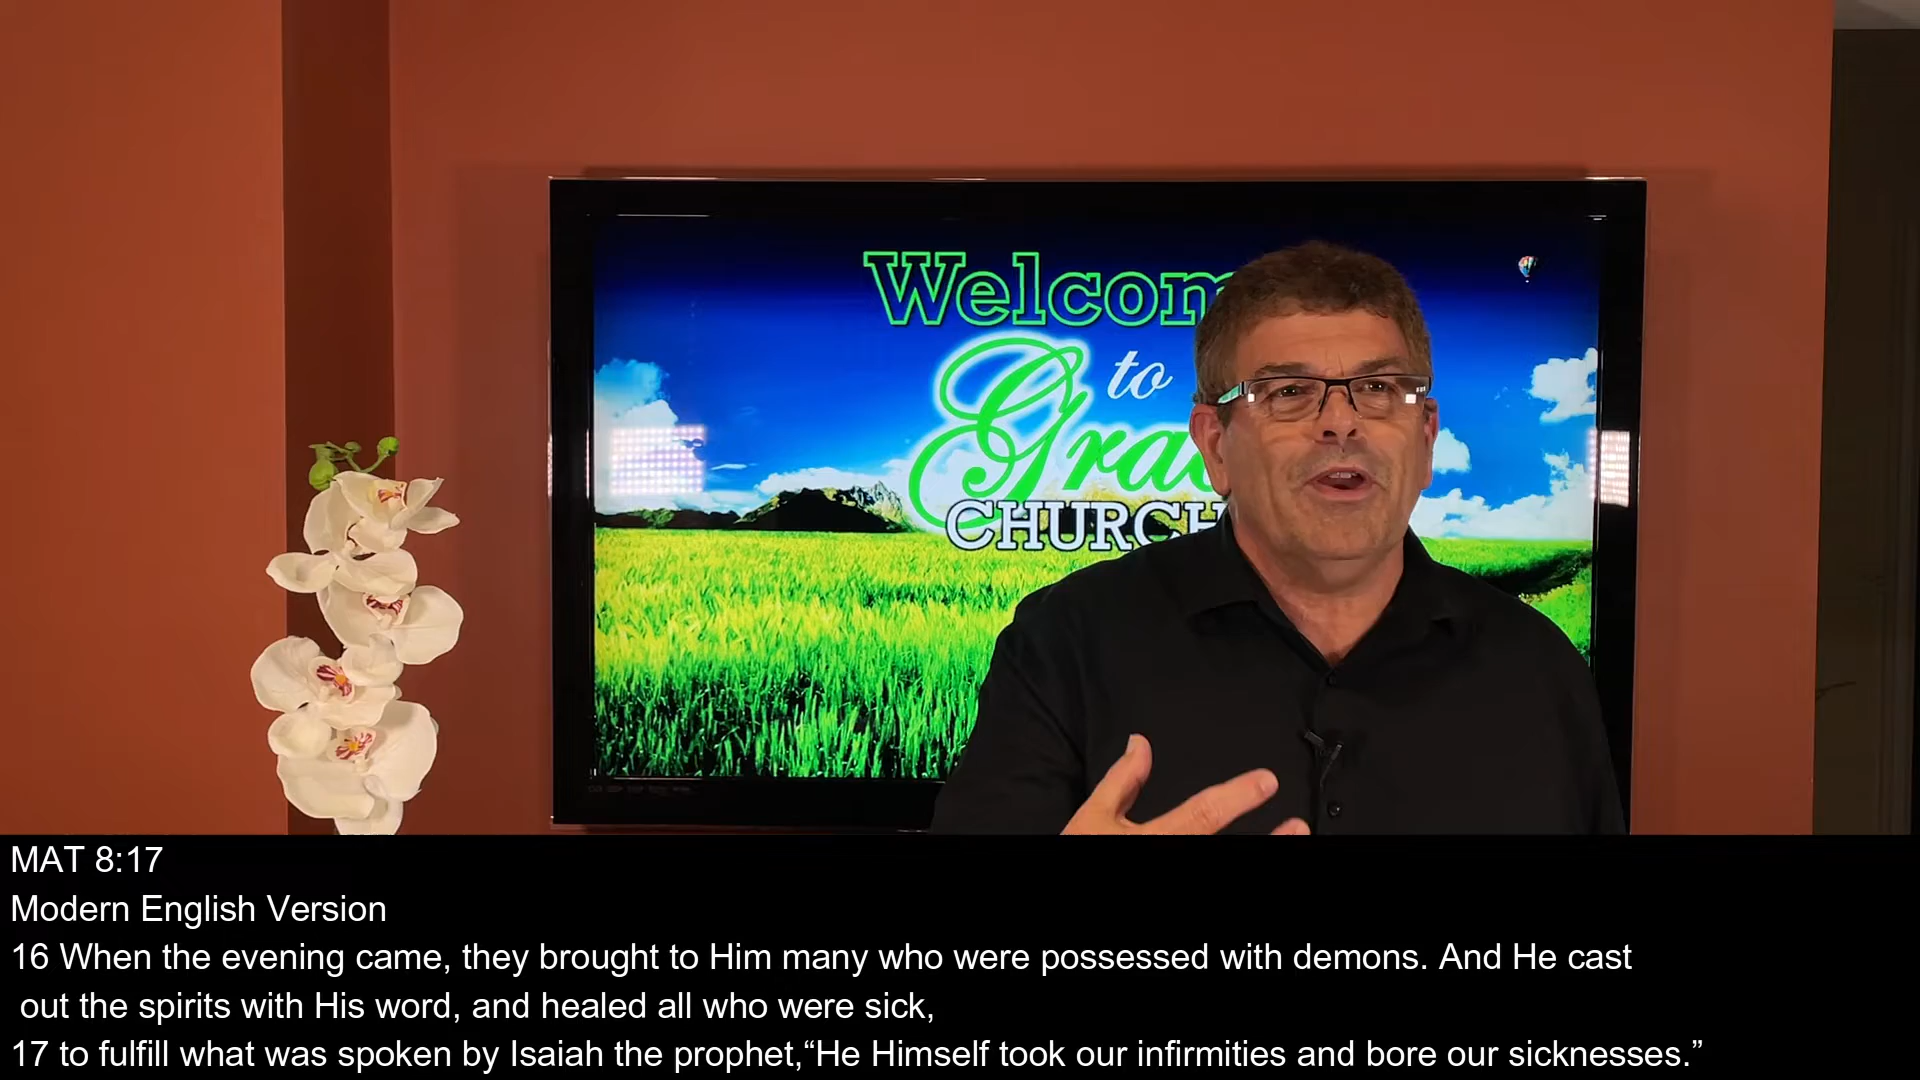 Welcom
to
Grac
CHURCH
MAT 8:17
Modern English Version
16 When the evening came, they brought to Him many who were possessed with demons. And He cast
out the spirits with His word, and healed all who were sick,
17 to fulfill what was spoken by Isaiah the prophet,“He Himself took our infirmities and bore our sicknesses.”